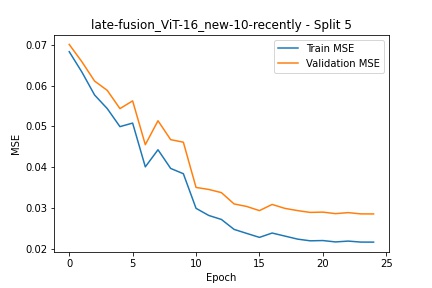 late-fusion_ViT-16_new-10-recently - Split 5
Train MSE
Validation MSE
MSE
0.07
0.06
0.05
0.04
0.03
0.02
0 5 10 15 20 25
Epoch